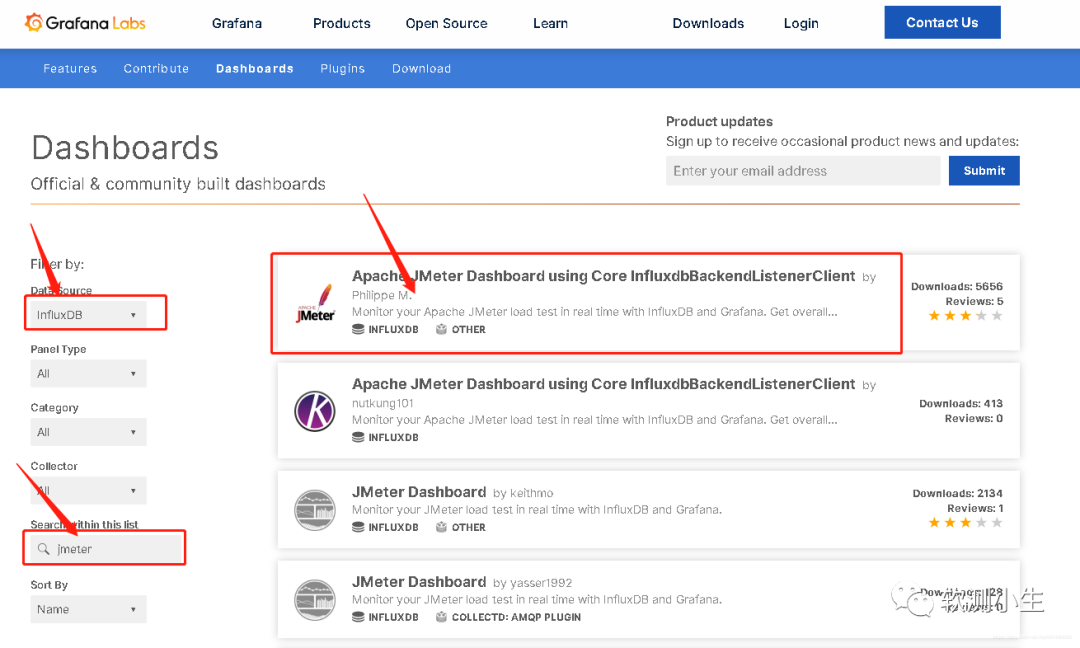 Grafana Labs
Grafana Products Open Source Learn Downloads Login Contact Us
Features Contribute Dashboards Plugins Download
Dashboards
Official & community built dashboards
Product updates
Sign up to receive occasional product news and updates:
Enter your email address Submit
Filter by:
Data Source
InfluxDB
Panel Type
All
Category
All
Collector
All
Search within this list
jmeter
Sort By
Name
APACHE
JMeter
Apache JMeter Dashboard using Core InfluxdbBackendListenerClient by
Philippe M.
Monitor your Apache JMeter load test in real time with InfluxDB and Grafana. Get overall...
INFLUXDB OTHER
Downloads: 5656
Reviews: 5
K
Apache JMeter Dashboard using Core InfluxdbBackendListenerClient by
nutkung101
Monitor your Apache JMeter load test in real time with InfluxDB and Grafana. Get overall...
INFLUXDB
Downloads: 413
Reviews: 0
JMeter Dashboard by keithmo
Monitor your JMeter load test in real time with InfluxDB and Grafana.
INFLUXDB OTHER
Downloads: 2134
Reviews: 1
JMeter Dashboard by yasser1992
Monitor your JMeter load test in real time with InfluxDB and Grafana.
INFLUXDB COLLECTD: AMQP PLUGIN
Downloads: 128
Reviews: 0
软测小生